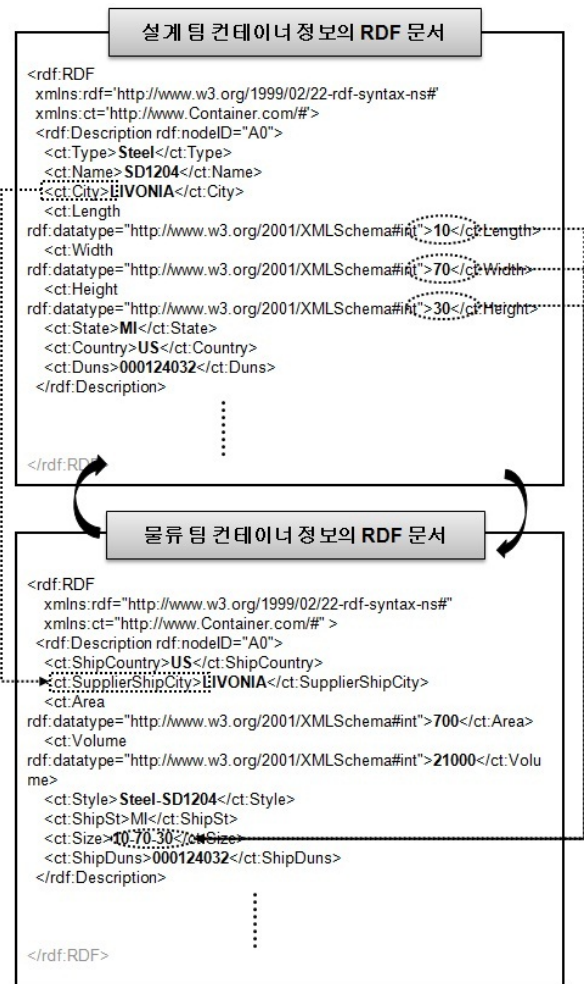 설계 팀 컨테이너 정보의 RDF 문서
<rdf:RDF
xmlns:rdf='http://www.w3.org/1999/02/22-rdf-syntax-ns#'
xmlns:ct='http://www.Container.com/#'>
<rdf:Description rdf:nodeID="A0">
<ct:Type>Steel</ct:Type>
<ct:Name>SD1204</ct:Name>
<ct:City>LIVONIA</ct:City>
<ct:Length
rdf:datatype="http://www.w3.org/2001/XMLSchema#int">10</ct:Length>
<ct:Width
rdf:datatype="http://www.w3.org/2001/XMLSchema#int">70</ct:Width>
<ct:Height
rdf:datatype="http://www.w3.org/2001/XMLSchema#int">30</ct:Height>
<ct:State>MI</ct:State>
<ct:Country>US</ct:Country>
<ct:Duns>000124032</ct:Duns>
</rdf:Description>
</rdf:RDF>
물류 팀 컨테이너 정보의 RDF 문서
<rdf:RDF
xmlns:rdf="http://www.w3.org/1999/02/22-rdf-syntax-ns#"
xmlns:ct="http://www.Container.com/#" >
<rdf:Description rdf:nodeID="A0">
<ct:ShipCountry>US</ct:ShipCountry>
<ct:SupplierShipCity>LIVONIA</ct:SupplierShipCity>
<ct:Area
rdf:datatype="http://www.w3.org/2001/XMLSchema#int">700</ct:Area>
<ct:Volume
rdf:datatype="http://www.w3.org/2001/XMLSchema#int">21000</ct:Volu
me>
<ct:Style>Steel-SD1204</ct:Style>
<ct:ShipSt>MI</ct:ShipSt>
<ct:Size>10-70-30</ct:Size>
<ct:ShipDuns>000124032</ct:ShipDuns>
</rdf:Description>
</rdf:RDF>